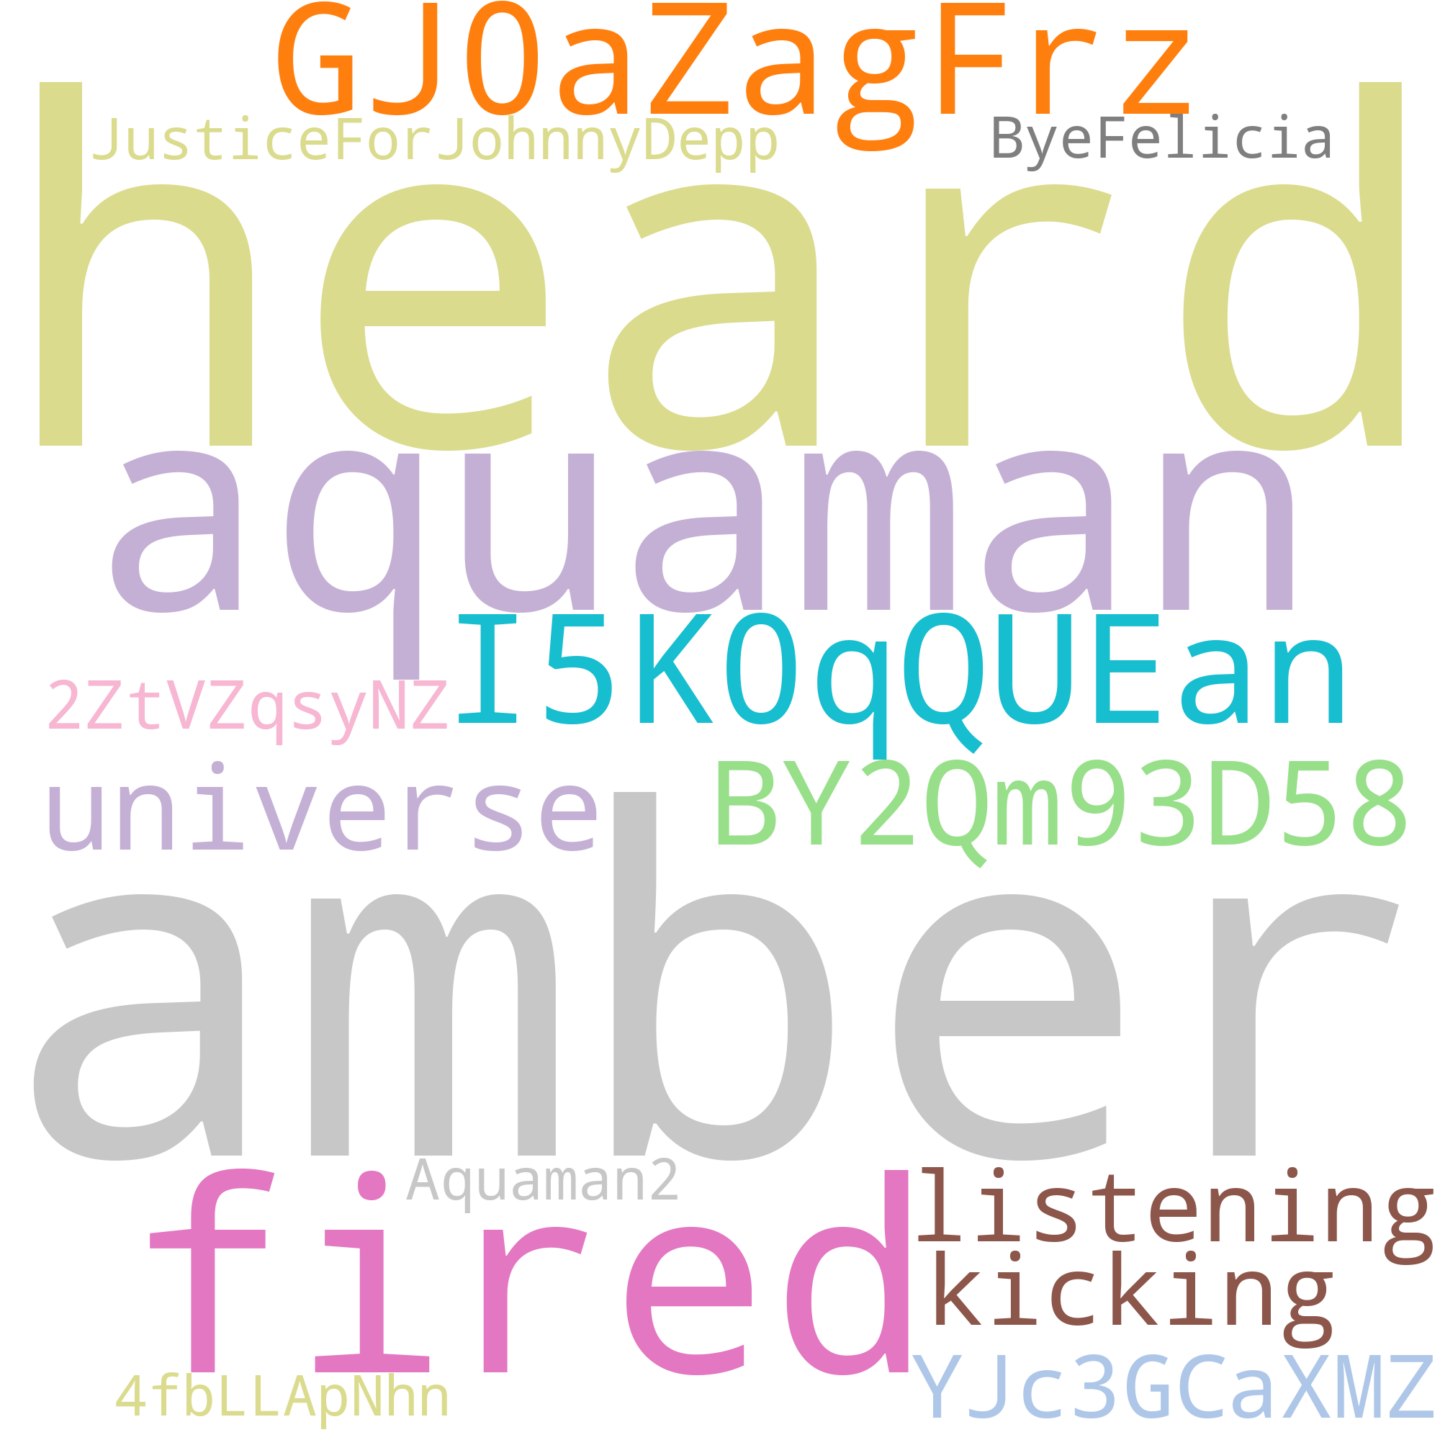 GJ0aZagFrz
JusticeForJohnnyDepp
ByeFelicia
heard
aquaman
I5K0qQUEan
2ZtVZqsyNZ
universe
BY2Qm93D58
amber
Aquaman2
fired
listening
kicking
4fbLLApNhn
YJc3GCaXMZ